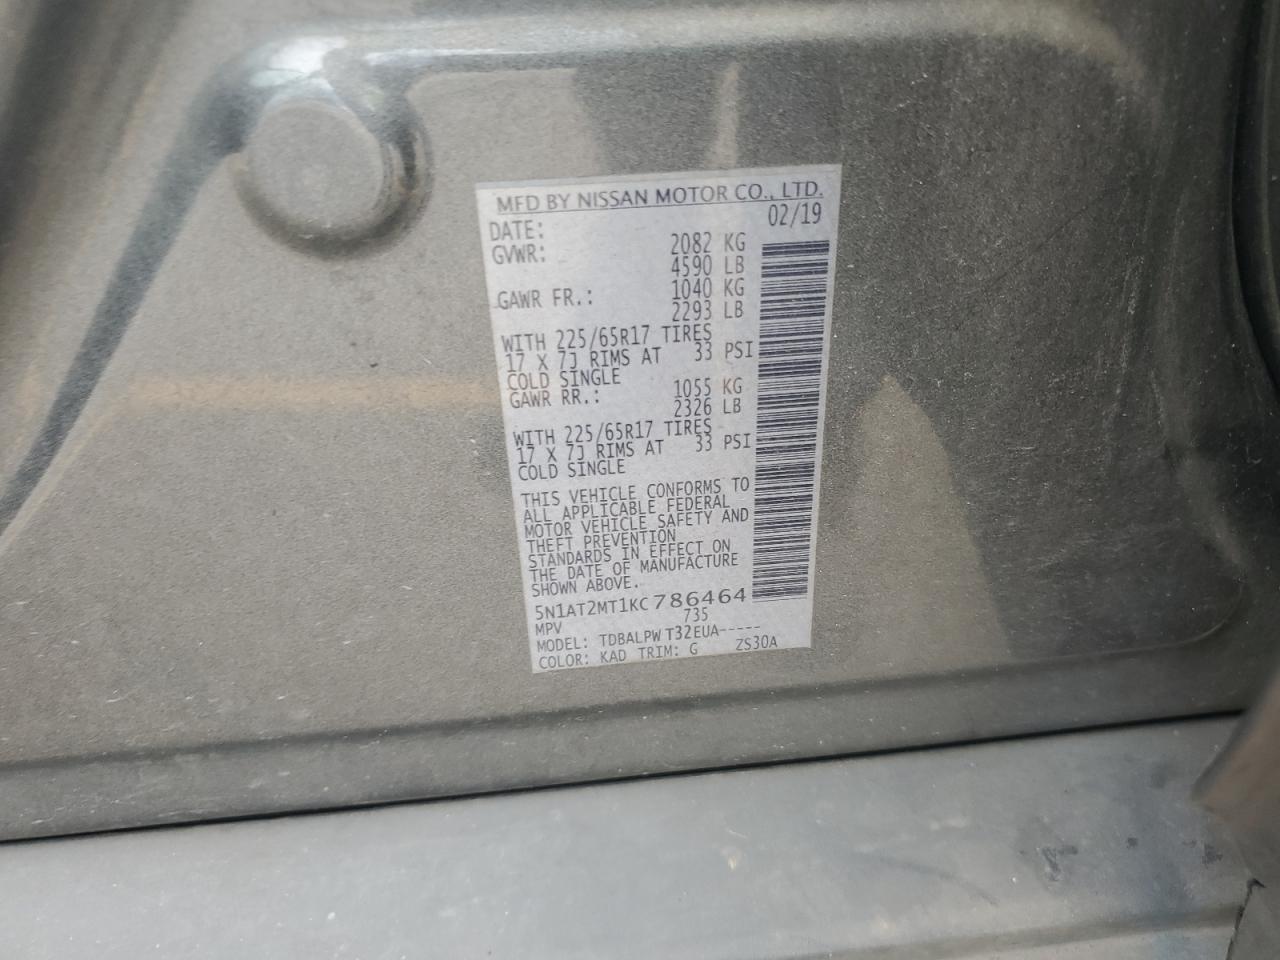 MFD BY NISSAN MOTOR CO., LTD.
DATE: 02/19
GVWR: 2082 KG
4590 LB
GAWR FR.: 1040 KG
2293 LB
WITH 225/65R17 TIRES
17 X 7J RIMS AT 33 PSI
COLD SINGLE
GAWR RR.: 1055 KG
2326 LB
WITH 225/65R17 TIRES
17 X 7J RIMS AT 33 PSI
COLD SINGLE
THIS VEHICLE CONFORMS TO
ALL APPLICABLE FEDERAL
MOTOR VEHICLE SAFETY AND
THEFT PREVENTION
STANDARDS IN EFFECT ON
THE DATE OF MANUFACTURE
SHOWN ABOVE.
5N1AT2MT1KC786464
MPV 735
MODEL: TDBALPW T32EUA-----
COLOR: KAD TRIM: G ZS30A